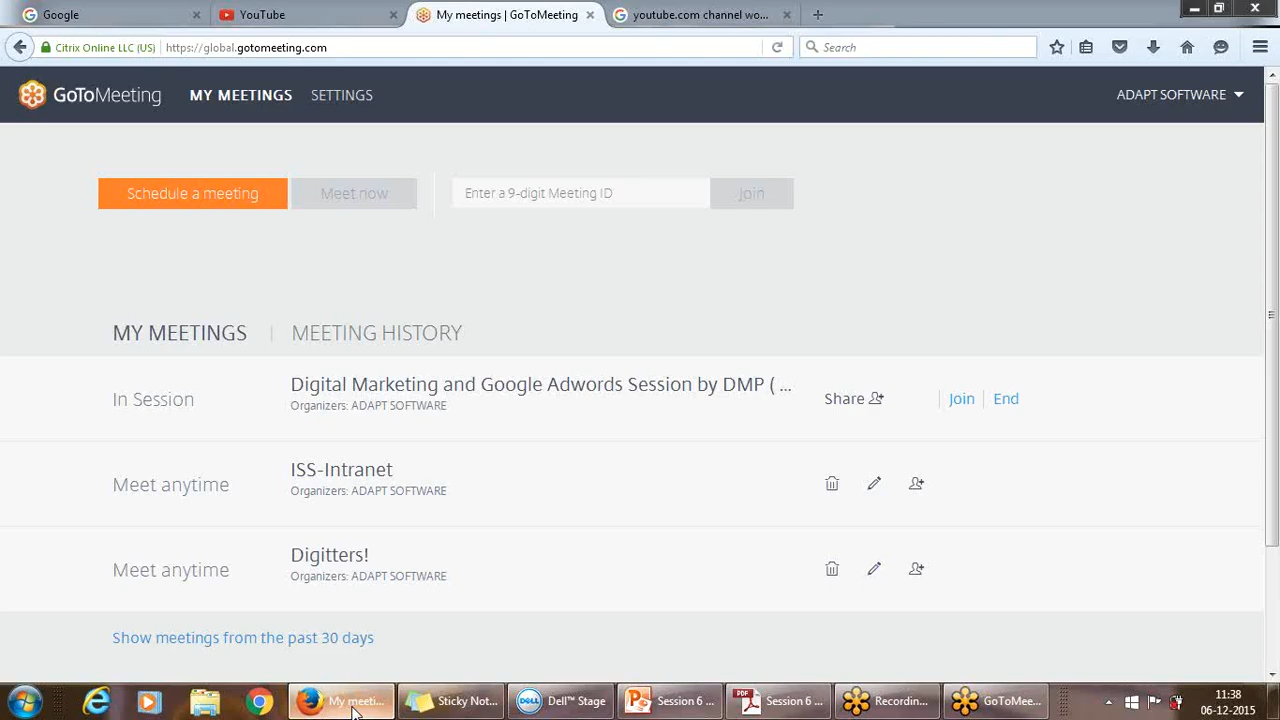 Google
YouTube
My meetings | GoToMeeting
youtube.com channel wo...
Citrix Online LLC (US)
https://global.gotomeeting.com
Search
GoToMeeting
MY MEETINGS
SETTINGS
ADAPT SOFTWARE
Schedule a meeting
Meet now
Enter a 9-digit Meeting ID
Join
MY MEETINGS
MEETING HISTORY
In Session
Digital Marketing and Google Adwords Session by DMP ( ...
Organizers: ADAPT SOFTWARE
Share
Join
End
Meet anytime
ISS-Intranet
Organizers: ADAPT SOFTWARE
Meet anytime
Digitters!
Organizers: ADAPT SOFTWARE
Show meetings from the past 30 days
My meeti...
Sticky Not...
DELL
Dell™ Stage
Session 6 ...
PDF
Session 6 ...
Recordin...
GoToMee...
11:38
06-12-2015